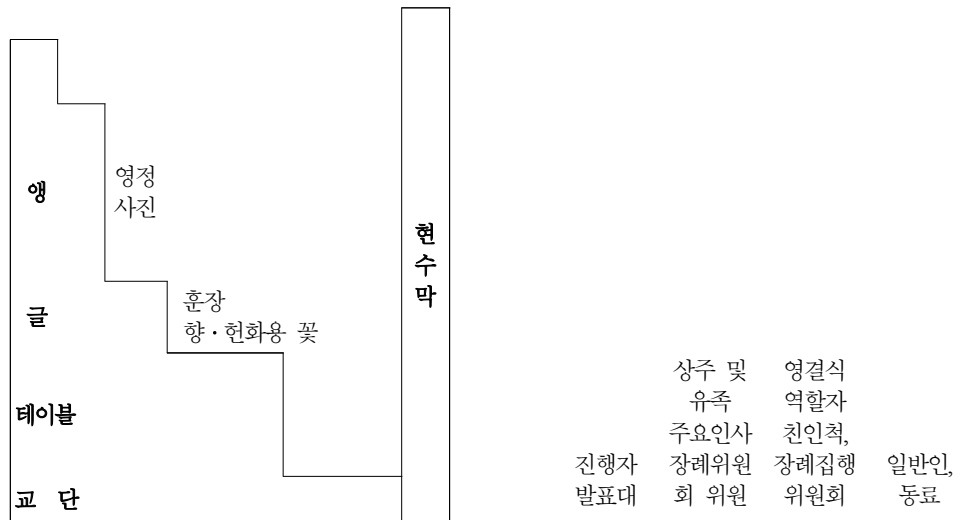 영정
사진
앵
글
테이블
교 단
훈장
향·헌화용 꽃
현
수
막
진행자
발표대
상주 및
유족
주요인사
장례위원
회 위원
영결식
역할자
친인척,
장례집행
위원회
일반인,
동료